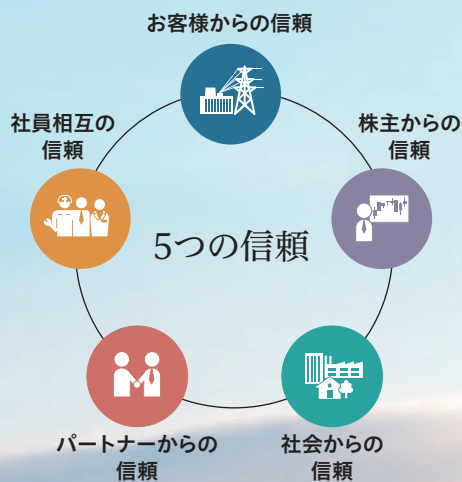 お客様からの信頼
社員相互の
信頼
株主からの
信頼
5つの信頼
パートナーからの
信頼
社会からの
信頼